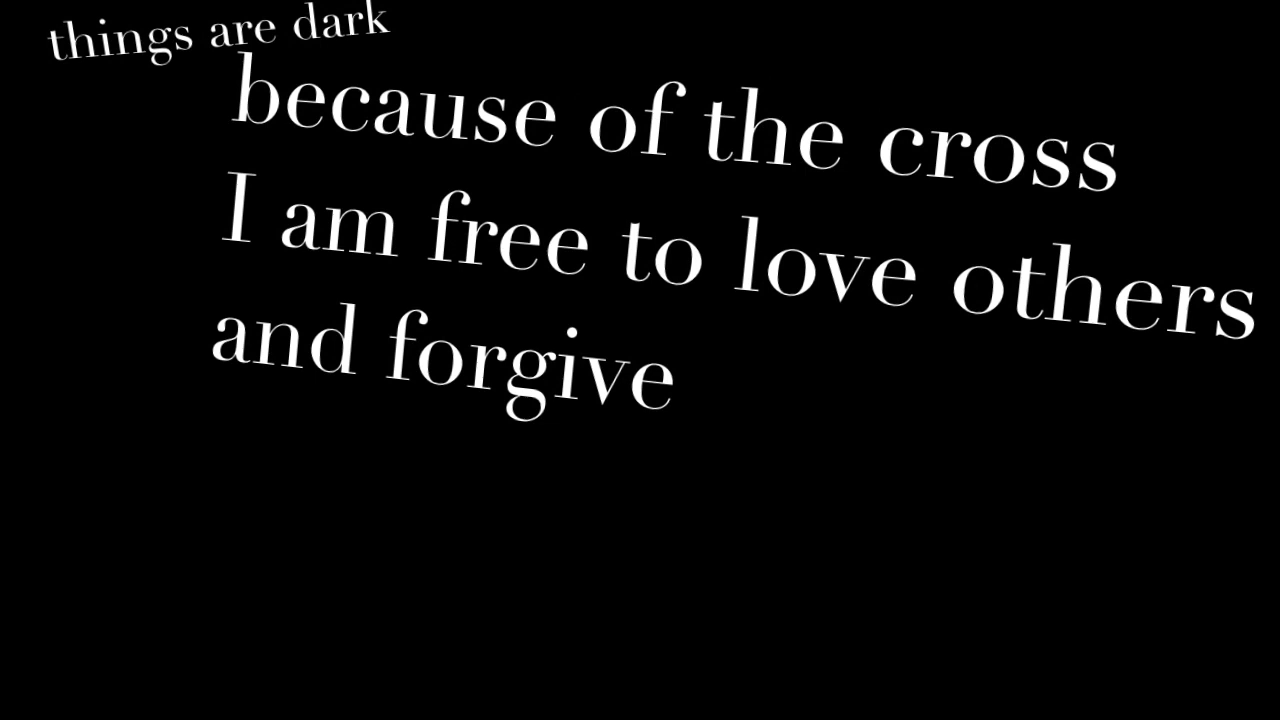 things are dark
because of the cross
I am free to love others
and forgive